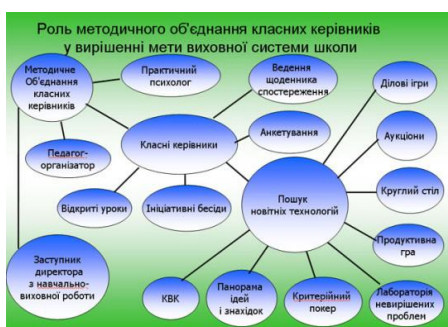 Роль методичного об'єднання класних керівників
у вирішенні мети виховної системи школи
Методичне
Об'єднання
класних
керівників
Практичний
психолог
Ведення
щоденника
спостереження
Ділові ігри
Класні керівники
Анкетування
Аукціони
Педагог-
організатор
Пошук
новітніх технологій
Круглий стіл
Відкриті уроки
Ініціативні бесіди
Продуктивна
гра
Заступник
директора
з навчально-
виховної роботи
КВК
Панорама
ідей
і знахідок
Критерійний
покер
Лабораторія
невирішених
проблем